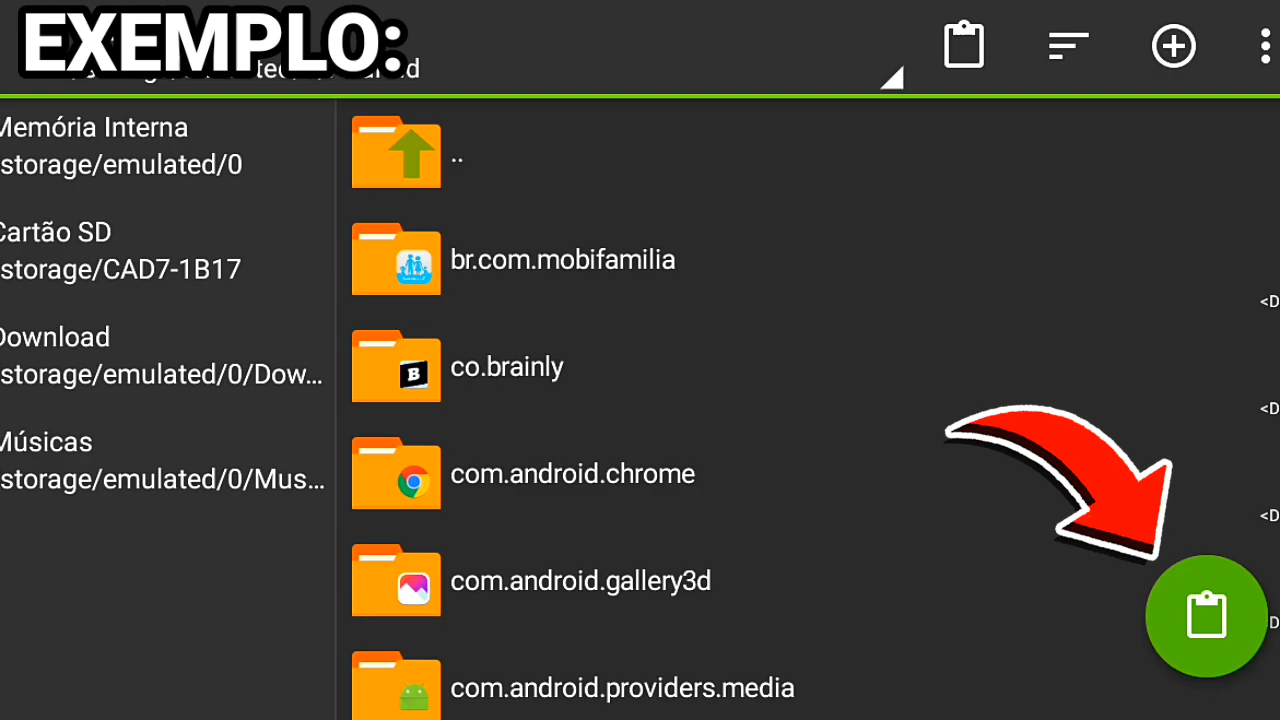 EXEMPLO:
Memória Interna
storage/emulated/0
Cartão SD
storage/CAD7-1B17
Download
storage/emulated/0/Dow...
Músicas
storage/emulated/0/Mus...
..
br.com.mobifamilia
<D
co.brainly
<D
com.android.chrome
<D
com.android.gallery3d
D
com.android.providers.media
B